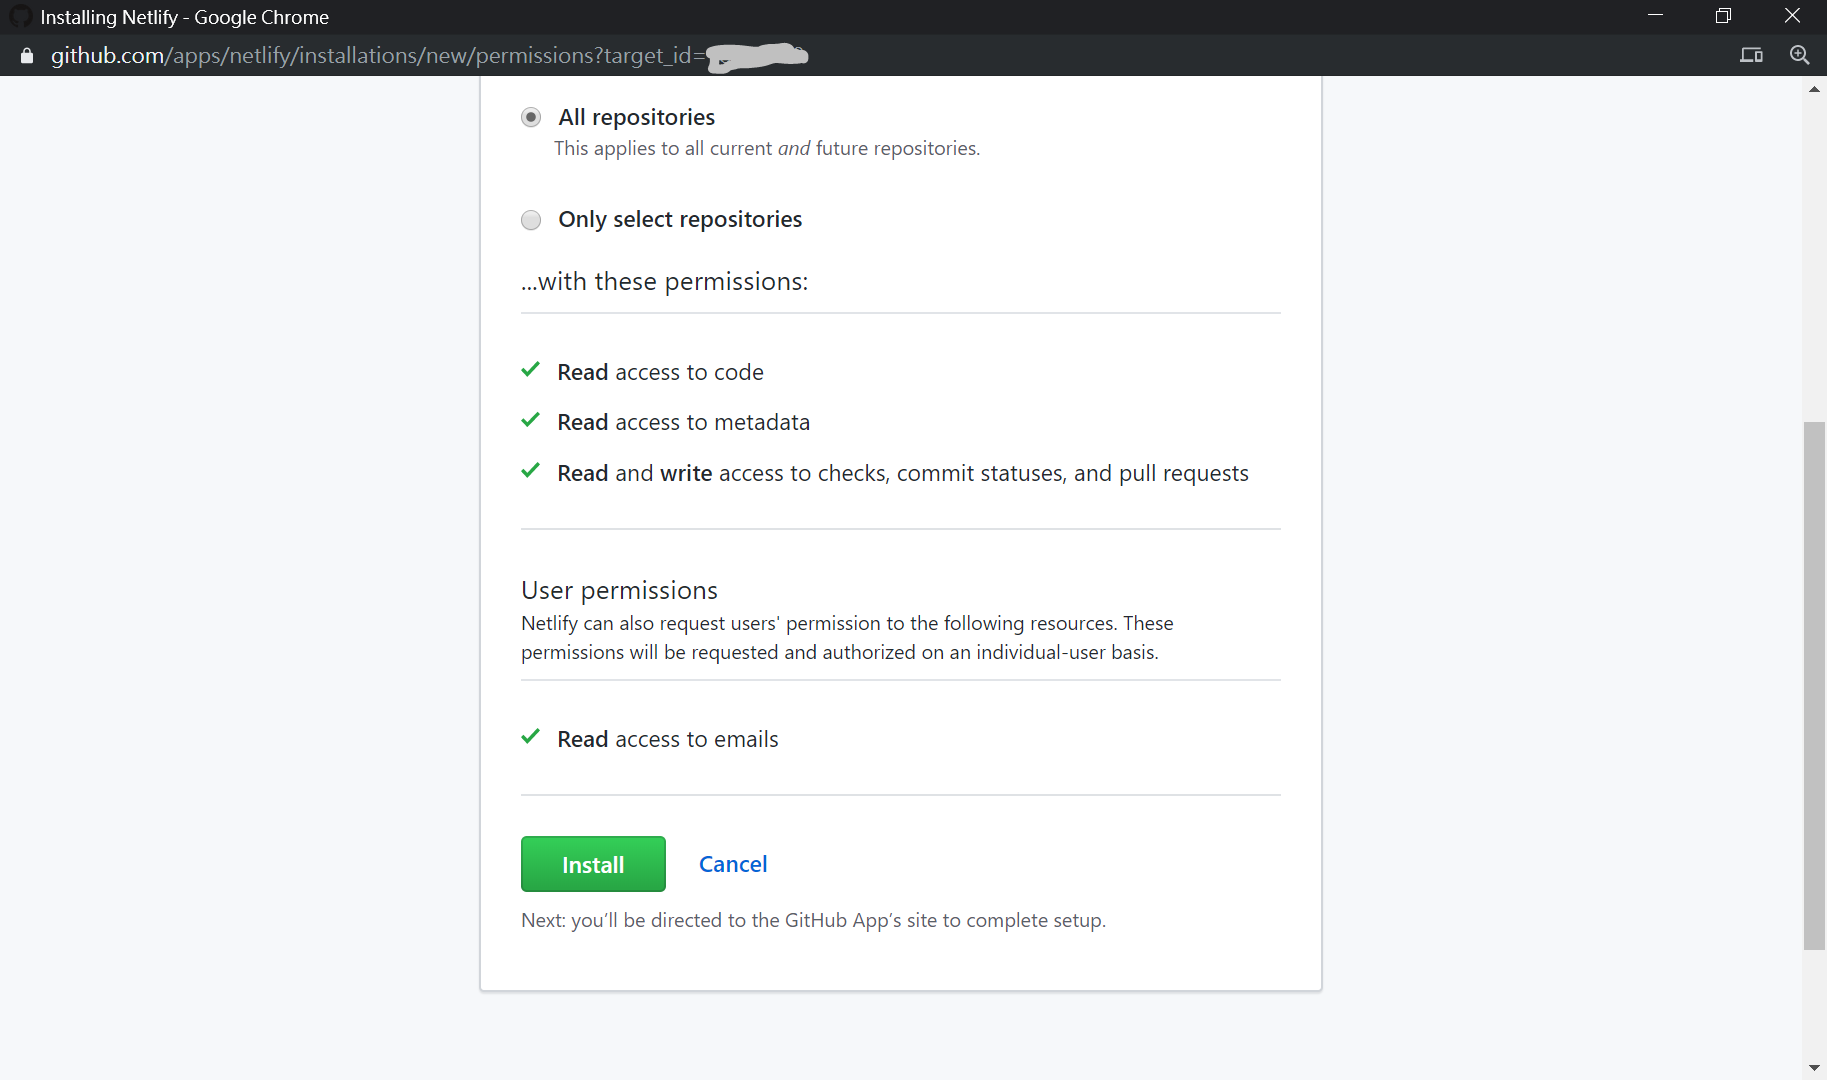 Installing Netlify - Google Chrome
github.com/apps/netlify/installations/new/permissions?target_id=
All repositories
This applies to all current and future repositories.
Only select repositories
...with these permissions:
Read access to code
Read access to metadata
Read and write access to checks, commit statuses, and pull requests
User permissions
Netlify can also request users' permission to the following resources. These
permissions will be requested and authorized on an individual-user basis.
Read access to emails
Install Cancel
Next: you’ll be directed to the GitHub App’s site to complete setup.